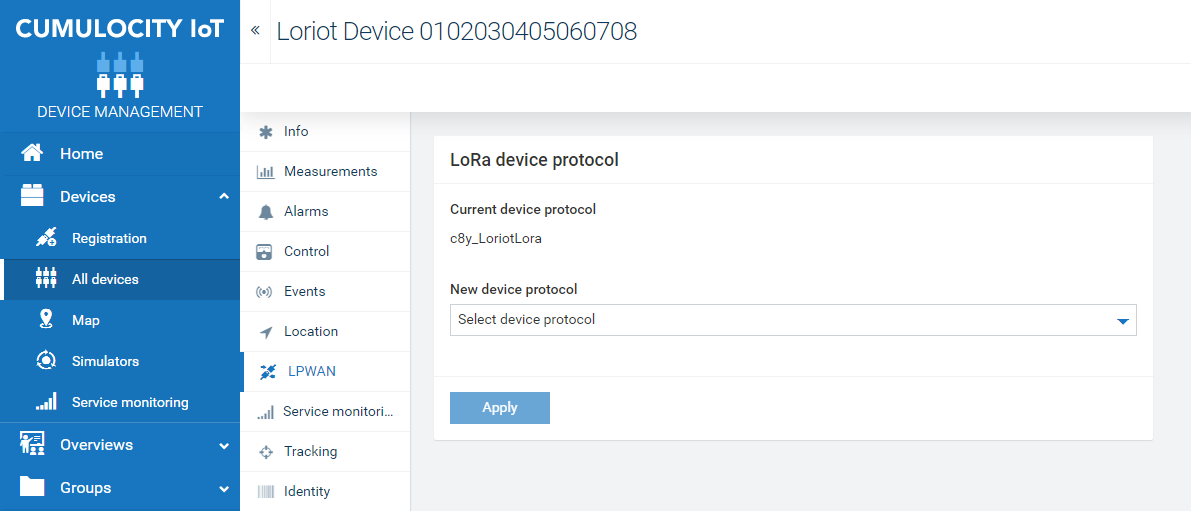 CUMULOCITY IoT
DEVICE MANAGEMENT
Home
Devices
Registration
All devices
Map
Simulators
Service monitoring
Overviews
Groups
« Loriot Device 0102030405060708
Info
Measurements
Alarms
Control
Events
Location
LPWAN
Service monitori...
Tracking
Identity
LoRa device protocol
Current device protocol
c8y_LoriotLora
New device protocol
Select device protocol
Apply